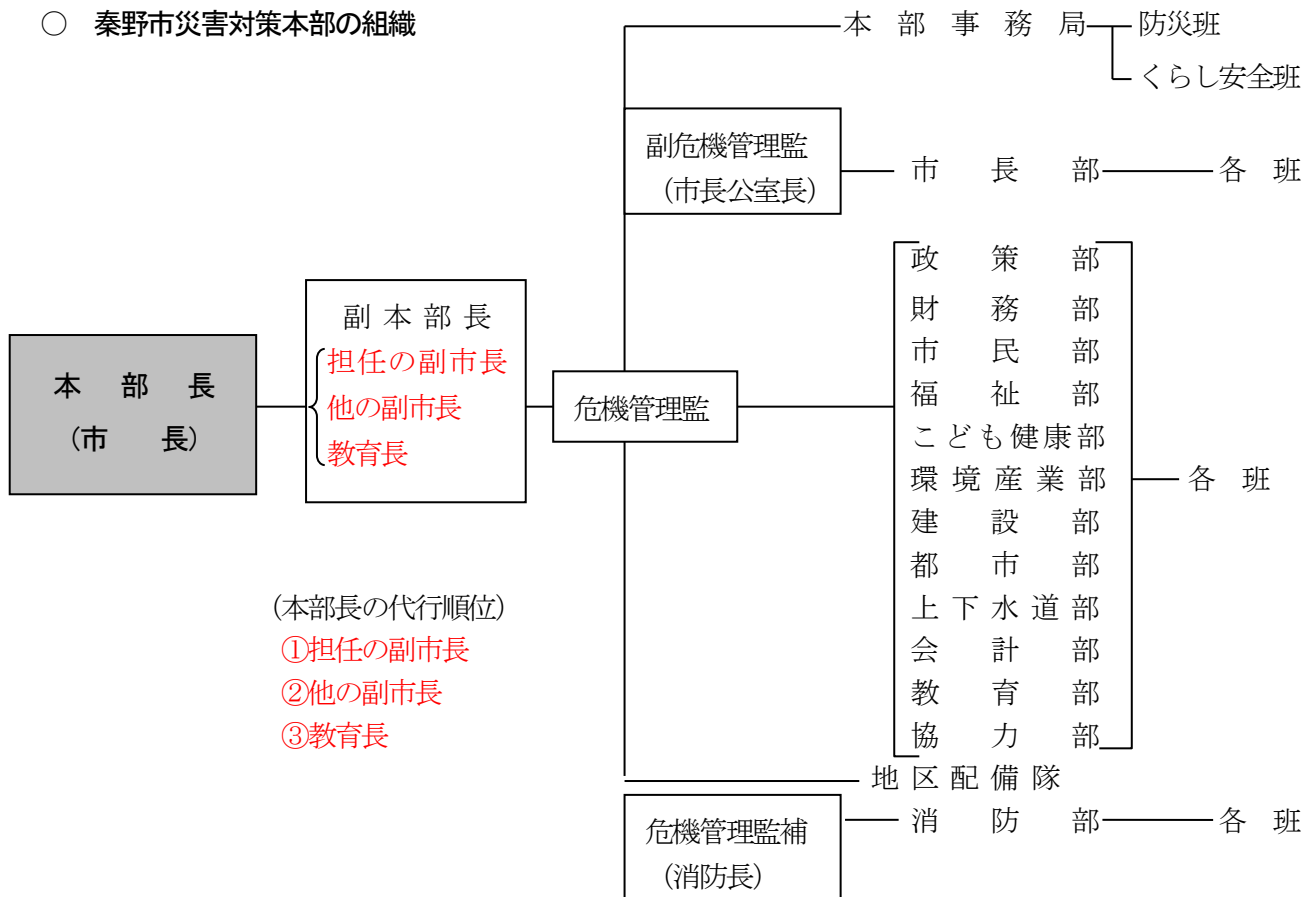 ○ 秦野市災害対策本部の組織
本部事務局
防災班
くらし安全班
副危機管理監
(市長公室長)
市長部
各班
本部長
(市長)
副本部長
担任の副市長
他の副市長
教育長
危機管理監
政策部
財務部
市民部
福祉部
こども健康部
環境産業部
建設部
都市部
上下水道部
会計部
教育部
協力部
各班
(本部長の代行順位)
①担任の副市長
②他の副市長
③教育長
地区配備隊
危機管理監補
(消防長)
消防部
各班